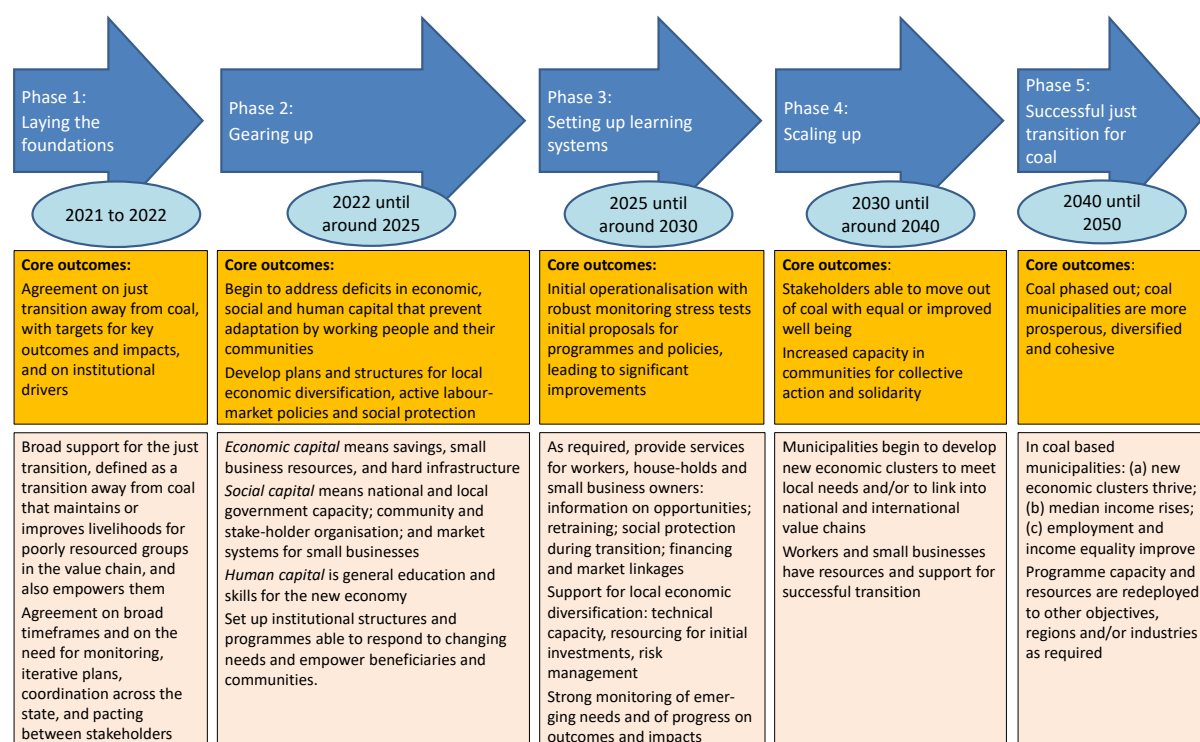 Phase 1:
Laying the
foundations
Phase 2:
Gearing up
Phase 3:
Setting up learning
systems
Phase 4:
Scaling up
Phase 5:
Successful just
transition for
coal
2021 to 2022
2022 until
around 2025
2025 until
around 2030
2030 until
around 2040
2040 until
2050
Core outcomes:
Agreement on just
transition away from coal,
with targets for key
outcomes and impacts,
and on institutional
drivers
Core outcomes:
Begin to address deficits in economic,
social and human capital that prevent
adaptation by working people and their
communities
Develop plans and structures for local
economic diversification, active labour-
market policies and social protection
Core outcomes:
Initial operationalisation with
robust monitoring stress tests
initial proposals for
programmes and policies,
leading to significant
improvements
Core outcomes:
Stakeholders able to move out
of coal with equal or improved
well being
Increased capacity in
communities for collective
action and solidarity
Core outcomes:
Coal phased out; coal
municipalities are more
prosperous, diversified
and cohesive
Broad support for the just
transition, defined as a
transition away from coal
that maintains or
improves livelihoods for
poorly resourced groups
in the value chain, and
also empowers them
Agreement on broad
timeframes and on the
need for monitoring,
iterative plans,
coordination across the
state, and pacting
between stakeholders
Economic capital means savings, small
business resources, and hard infrastructure
Social capital means national and local
government capacity; community and
stake-holder organisation; and market
systems for small businesses
Human capital is general education and
skills for the new economy
Set up institutional structures and
programmes able to respond to changing
needs and empower beneficiaries and
communities.
As required, provide services
for workers, house-holds and
small business owners:
information on opportunities;
retraining; social protection
during transition; financing
and market linkages
Support for local economic
diversification: technical
capacity, resourcing for initial
investments, risk
management
Strong monitoring of emer-
ging needs and of progress on
outcomes and impacts
Municipalities begin to develop
new economic clusters to meet
local needs and/or to link into
national and international
value chains
Workers and small businesses
have resources and support for
successful transition
In coal based
municipalities: (a) new
economic clusters thrive;
(b) median income rises;
(c) employment and
income equality improve
Programme capacity and
resources are redeployed
to other objectives,
regions and/or industries
as required